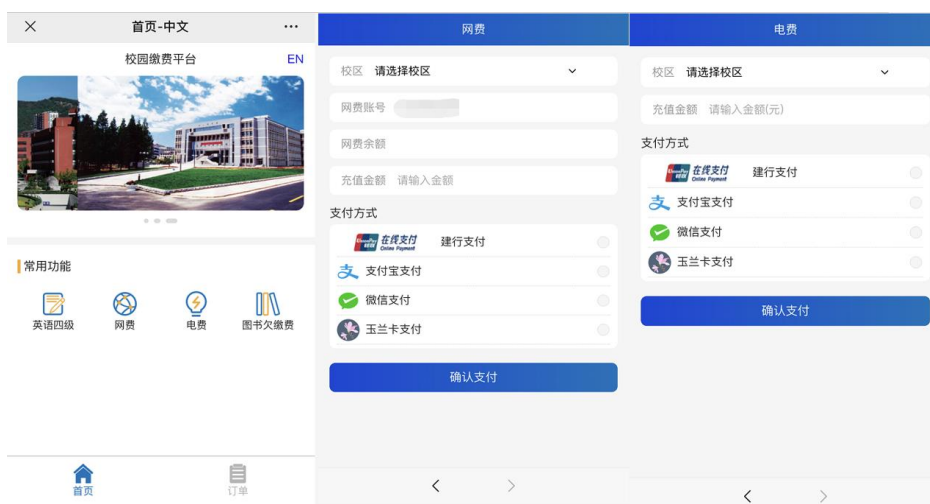 首页-中文
校园缴费平台
EN
常用功能
英语四级
网费
电费
图书欠缴费
首页
订单
网费
校区 请选择校区
网费账号
网费余额
充值金额 请输入金额
支付方式
在线支付 建行支付
Online Payment
支付宝支付
微信支付
玉兰卡支付
确认支付
电费
校区 请选择校区
充值金额 请输入金额(元)
支付方式
在线支付 建行支付
Online Payment
支付宝支付
微信支付
玉兰卡支付
确认支付